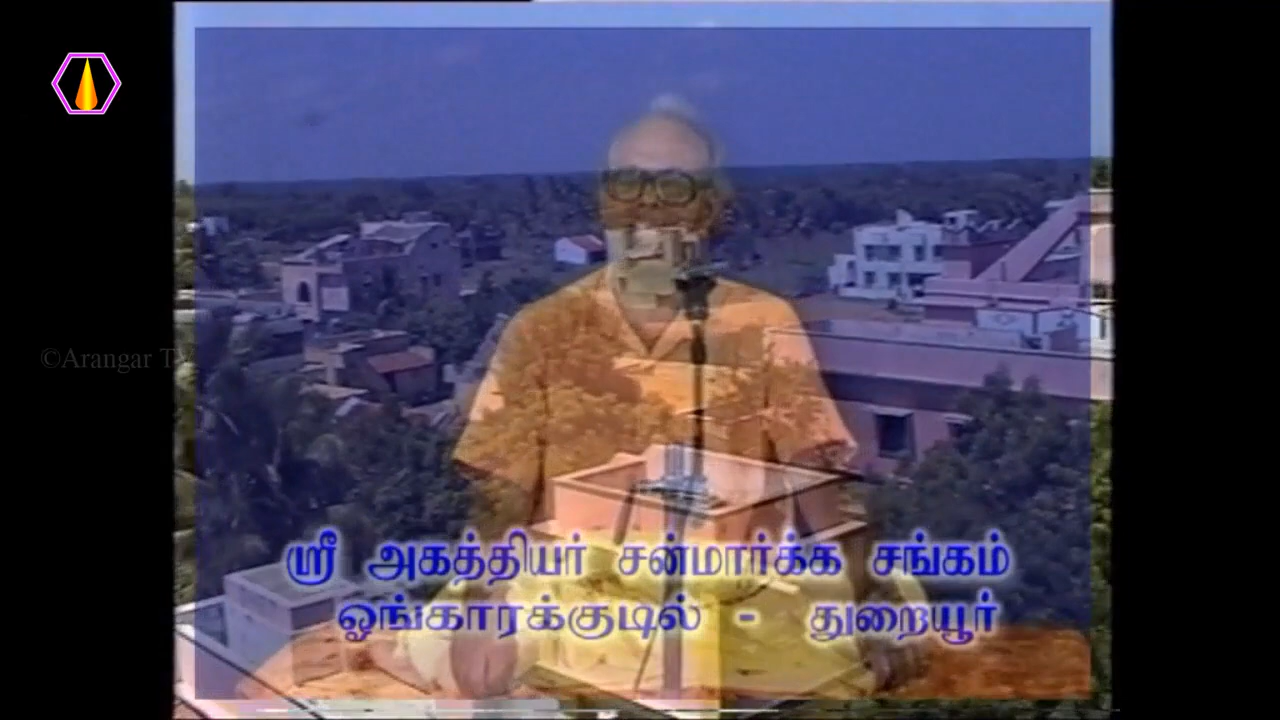 ©Arangar TV
ஸ்ரீ அகத்தியர் சன்மார்க்க சங்கம்
ஓங்காரக்குடில் - துறையூர்